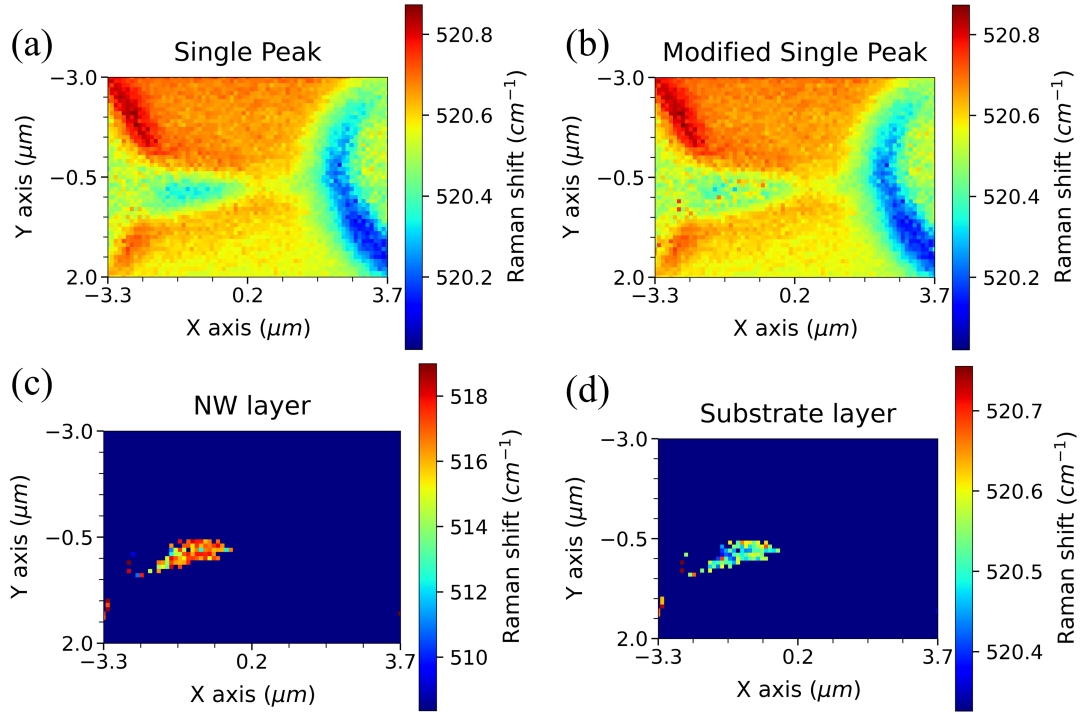 (a)
Single Peak
−3.0
−0.5
2.0
Y axis (μm)
−3.3
0.2
3.7
X axis (μm)
520.8
520.6
520.4
520.2
Raman shift (cm⁻¹)
(b)
Modified Single Peak
−3.0
−0.5
2.0
Y axis (μm)
−3.3
0.2
3.7
X axis (μm)
520.8
520.6
520.4
520.2
Raman shift (cm⁻¹)
(c)
NW layer
−3.0
−0.5
2.0
Y axis (μm)
−3.3
0.2
3.7
X axis (μm)
518
516
514
512
510
Raman shift (cm⁻¹)
(d)
Substrate layer
−3.0
−0.5
2.0
Y axis (μm)
−3.3
0.2
3.7
X axis (μm)
520.7
520.6
520.5
520.4
Raman shift (cm⁻¹)